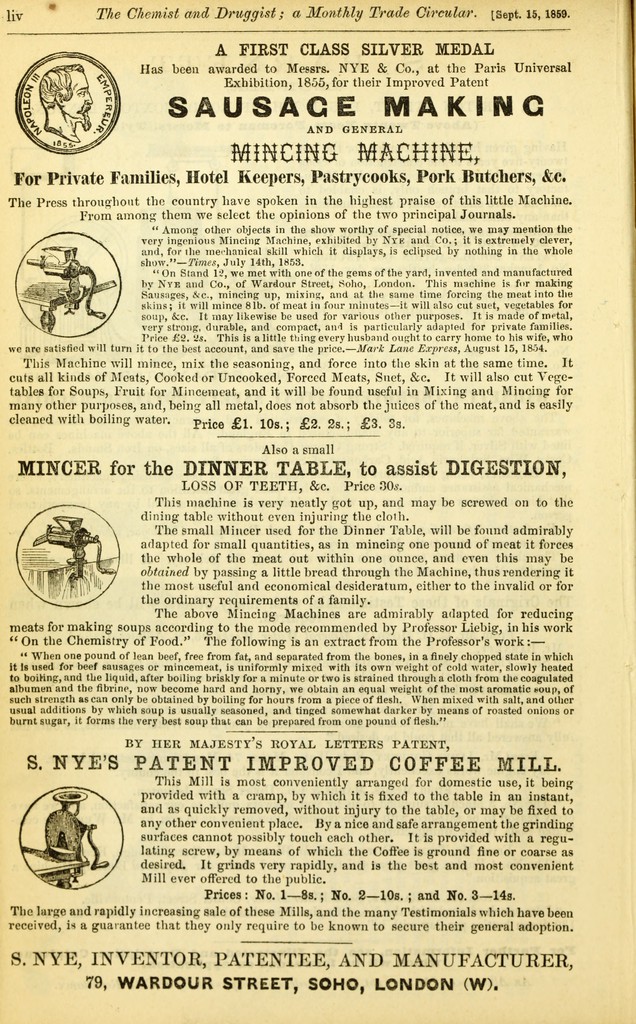 liv The Chemist and Druggist; a Monthly Trade Circular. [Sept. 15, 1859.
NAPOLEON III EMPEREUR.
1855.
A FIRST CLASS SILVER MEDAL
Has been awarded to Messrs. NYE & Co., at the Paris Universal
Exhibition, 1855, for their Improved Patent
SAUSAGE MAKING
AND GENERAL
MINCING MACHINE,
For Private Families, Hotel Keepers, Pastrycooks, Pork Butchers, &c.
The Press throughout the country have spoken in the highest praise of this little Machine.
From among them we select the opinions of the two principal Journals.
"Among other objects in the show worthy of special notice, we may mention the
very ingenious Mincing Machine, exhibited by NYE and Co.; it is extremely clever,
and, for the mechanical skill which it displays, is eclipsed by nothing in the whole
show."—Times, July 14th, 1853.
"On Stand 12, we met with one of the gems of the yard, invented and manufactured
by NYE and Co., of Wardour Street, Soho, London. This machine is for making
Sausages, &c., mincing up, mixing, and at the same time forcing the meat into the
skins; it will mince 8 lb. of meat in four minutes—it will also cut suet, vegetables for
soup, &c. It may likewise be used for various other purposes. It is made of metal,
very strong, durable, and compact, and is particularly adapted for private families.
Price £2. 2s. This is a little thing every husband ought to carry home to his wife, who
we are satisfied will turn it to the best account, and save the price.—Mark Lane Express, August 15, 1854.
This Machine will mince, mix the seasoning, and force into the skin at the same time. It
cuts all kinds of Meats, Cooked or Uncooked, Forced Meats, Suet, &c. It will also cut Vege-
tables for Soups, Fruit for Mincemeat, and it will be found useful in Mixing and Mincing for
many other purposes, and, being all metal, does not absorb the juices of the meat, and is easily
cleaned with boiling water. Price £1. 10s.; £2. 2s.; £3. 3s.
Also a small
MINCER for the DINNER TABLE, to assist DIGESTION,
LOSS OF TEETH, &c. Price 30s.
This machine is very neatly got up, and may be screwed on to the
dining table without even injuring the cloth.
The small Mincer used for the Dinner Table, will be found admirably
adapted for small quantities, as in mincing one pound of meat it forces
the whole of the meat out within one ounce, and even this may be
obtained by passing a little bread through the Machine, thus rendering it
the most useful and economical desideratum, either to the invalid or for
the ordinary requirements of a family.
The above Mincing Machines are admirably adapted for reducing
meats for making soups according to the mode recommended by Professor Liebig, in his work
"On the Chemistry of Food." The following is an extract from the Professor's work:—
"When one pound of lean beef, free from fat, and separated from the bones, in a finely chopped state in which
it is used for beef sausages or mincemeat, is uniformly mixed with its own weight of cold water, slowly heated
to boiling, and the liquid, after boiling briskly for a minute or two is strained through a cloth from the coagulated
albumen and the fibrine, now become hard and horny, we obtain an equal weight of the most aromatic soup, of
such strength as can only be obtained by boiling for hours from a piece of flesh. When mixed with salt, and other
usual additions by which soup is usually seasoned, and tinged somewhat darker by means of roasted onions or
burnt sugar, it forms the very best soup that can be prepared from one pound of flesh."
BY HER MAJESTY'S ROYAL LETTERS PATENT,
S. NYE'S PATENT IMPROVED COFFEE MILL.
This Mill is most conveniently arranged for domestic use, it being
provided with a cramp, by which it is fixed to the table in an instant,
and as quickly removed, without injury to the table, or may be fixed to
any other convenient place. By a nice and safe arrangement the grinding
surfaces cannot possibly touch each other. It is provided with a regu-
lating screw, by means of which the Coffee is ground fine or coarse as
desired. It grinds very rapidly, and is the best and most convenient
Mill ever offered to the public.
Prices: No. 1—8s.; No. 2—10s.; and No. 3—14s.
The large and rapidly increasing sale of these Mills, and the many Testimonials which have been
received, is a guarantee that they only require to be known to secure their general adoption.
S. NYE, INVENTOR, PATENTEE, AND MANUFACTURER,
79, WARDOUR STREET, SOHO, LONDON (W).